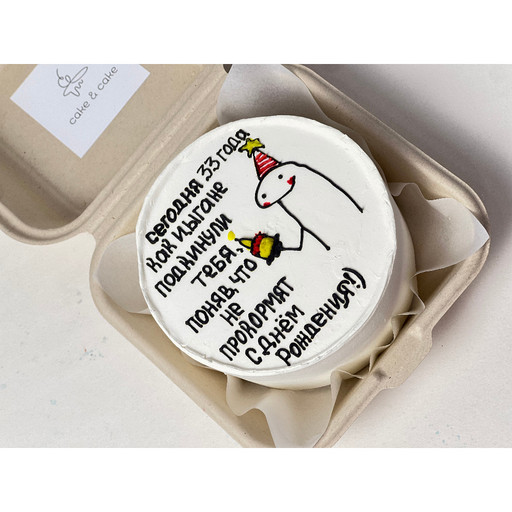 cake & cake
сегодня 33 года
как цыгане
подкинули
тебя,
поняв, что
не
прокормят
с днём
рождения))